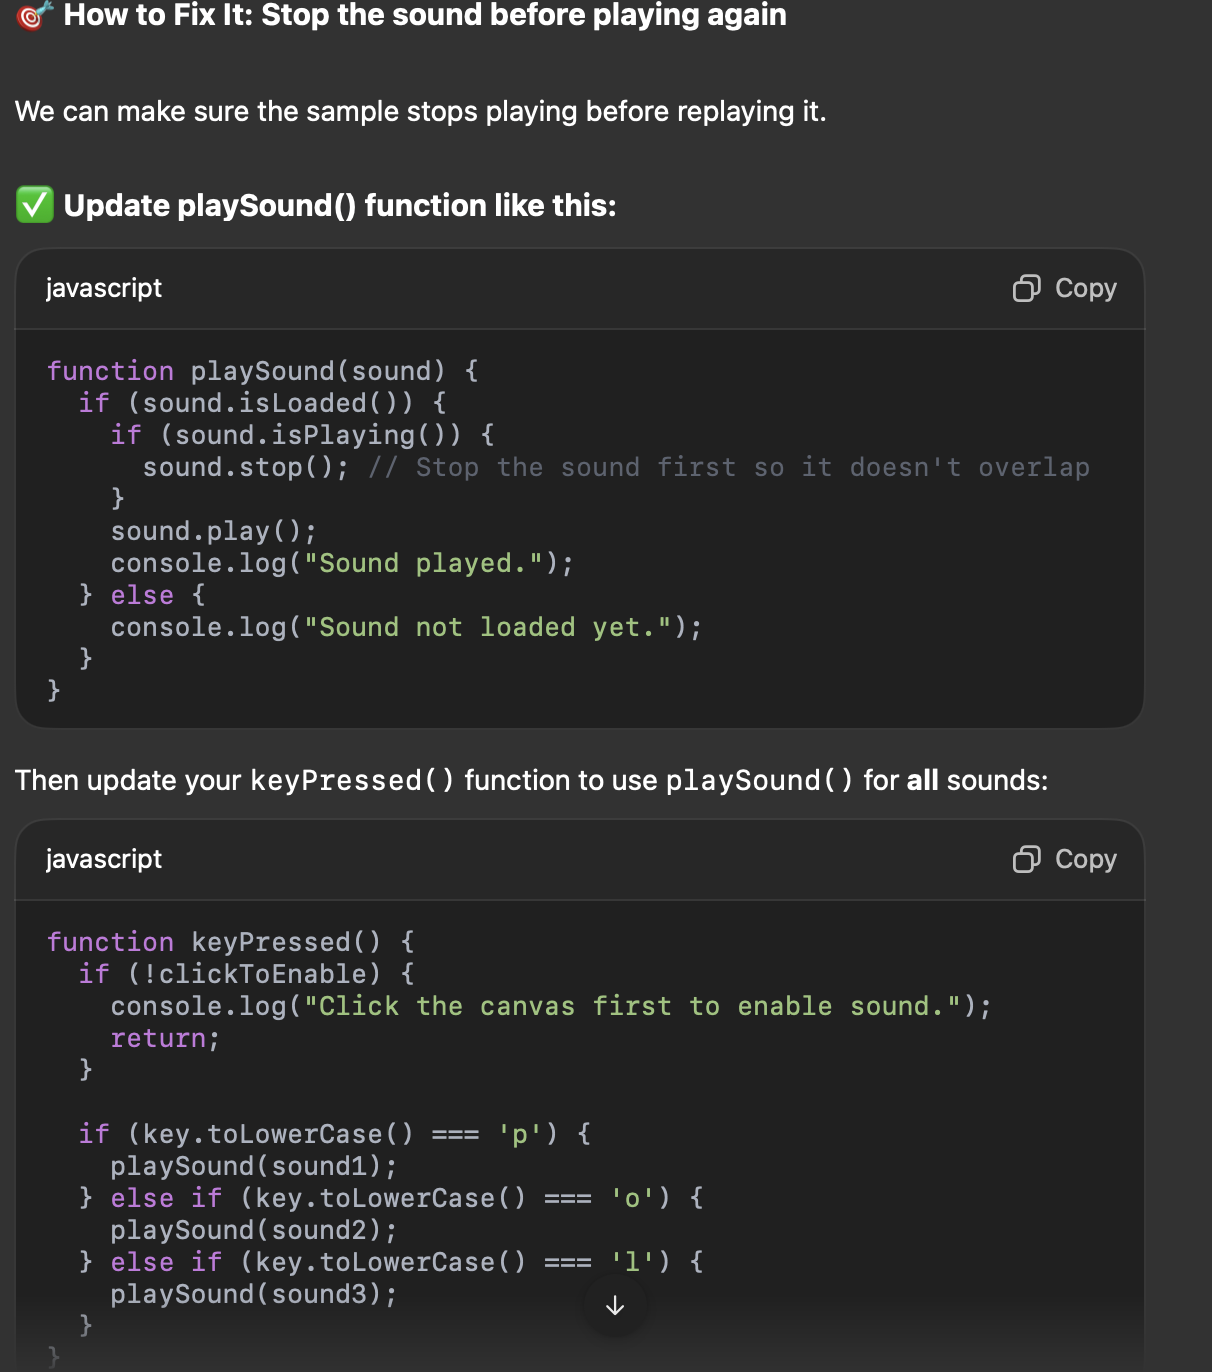 🎯 How to Fix It: Stop the sound before playing again
We can make sure the sample stops playing before replaying it.
✅ Update playSound() function like this:
javascript
Copy
function playSound(sound) {
  if (sound.isLoaded()) {
    if (sound.isPlaying()) {
      sound.stop(); // Stop the sound first so it doesn't overlap
    }
    sound.play();
    console.log("Sound played.");
  } else {
    console.log("Sound not loaded yet.");
  }
}
Then update your keyPressed() function to use playSound() for all sounds:
javascript
Copy
function keyPressed() {
  if (!clickToEnable) {
    console.log("Click the canvas first to enable sound.");
    return;
  }

  if (key.toLowerCase() === 'p') {
    playSound(sound1);
  } else if (key.toLowerCase() === 'o') {
    playSound(sound2);
  } else if (key.toLowerCase() === 'l') {
    playSound(sound3);
  }
}